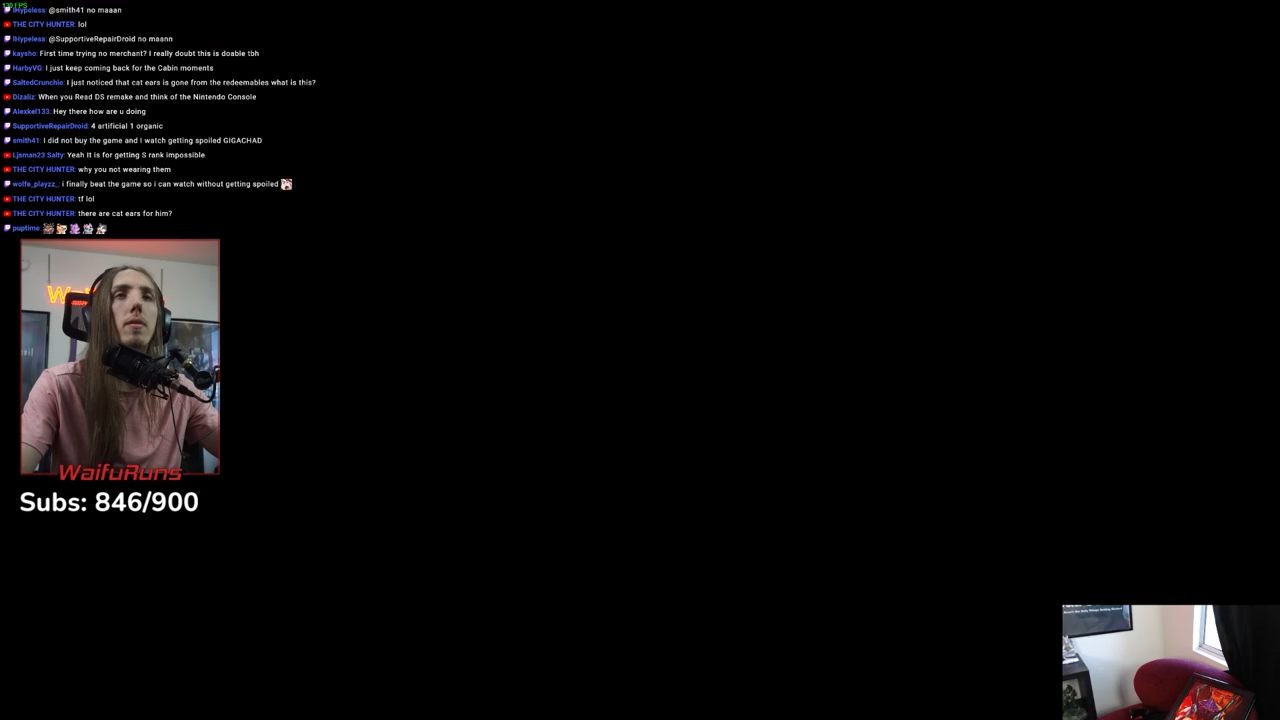 130 FPS
IHypeless: @smith41 no maaan
THE CITY HUNTER: lol
IHypeless: @SupportiveRepairDroid no maann
kaysho: First time trying no merchant? I really doubt this is doable tbh
HarbyVG: I just keep coming back for the Cabin moments
SaltedCrunchie: I just noticed that cat ears is gone from the redeemables what is this?
Dizaliz: When you Read DS remake and think of the Nintendo Console
Alexkel133: Hey there how are u doing
SupportiveRepairDroid: 4 artificial 1 organic
smith41: I did not buy the game and I watch getting spoiled GIGACHAD
Ljsman23 Salty: Yeah It is for getting S rank impossible
THE CITY HUNTER: why you not wearing them
wolfe_playzz_: i finally beat the game so i can watch without getting spoiled
THE CITY HUNTER: tf lol
THE CITY HUNTER: there are cat ears for him?
puptime:
WaifuRuns
Subs: 846/900